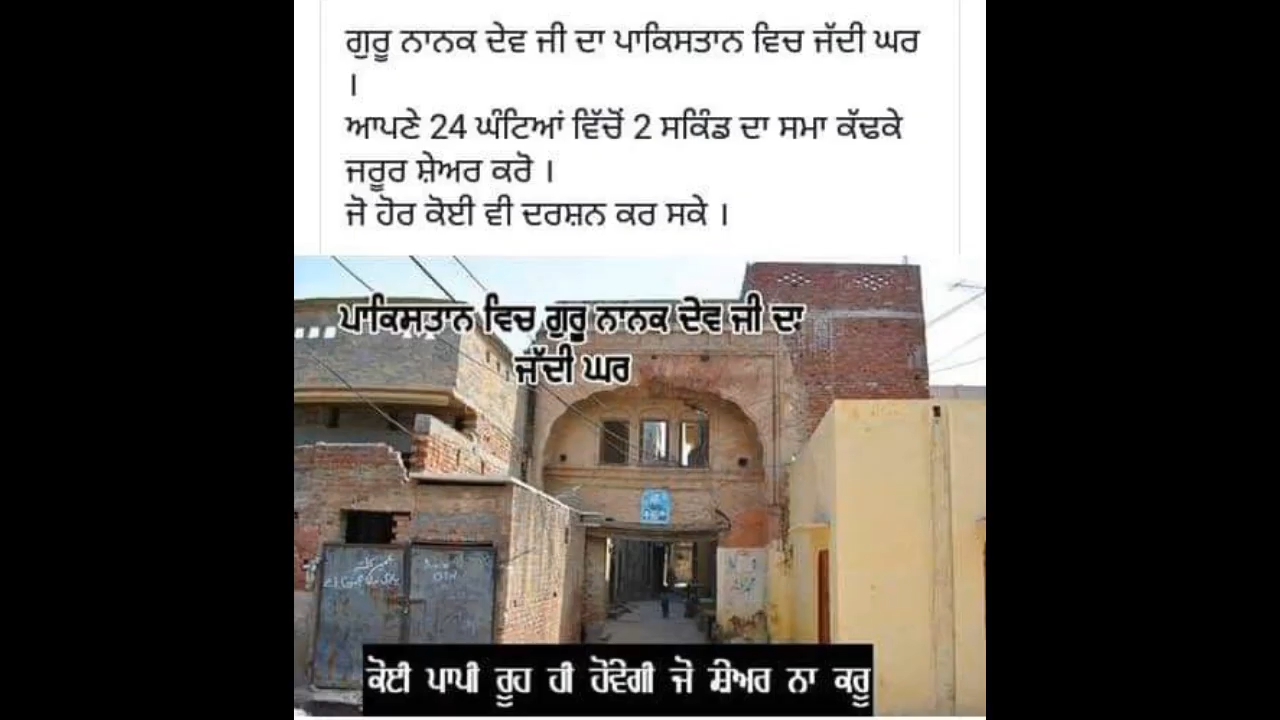 ਗੁਰੂ ਨਾਨਕ ਦੇਵ ਜੀ ਦਾ ਪਾਕਿਸਤਾਨ ਵਿਚ ਜੱਦੀ ਘਰ
।
ਆਪਣੇ 24 ਘੰਟਿਆਂ ਵਿੱਚੋਂ 2 ਸਕਿੰਡ ਦਾ ਸਮਾ ਕੱਢਕੇ
ਜਰੂਰ ਸ਼ੇਅਰ ਕਰੋ ।
ਜੋ ਹੋਰ ਕੋਈ ਵੀ ਦਰਸ਼ਨ ਕਰ ਸਕੇ ।
ਪਾਕਿਸਤਾਨ ਵਿਚ ਗੁਰੂ ਨਾਨਕ ਦੇਵ ਜੀ ਦਾ
ਜੱਦੀ ਘਰ
ਕੋਈ ਪਾਪੀ ਰੂਹ ਹੀ ਹੋਂਵੇਗੀ ਜੋ ਸ਼ੇਅਰ ਨਾ ਕਰੂ